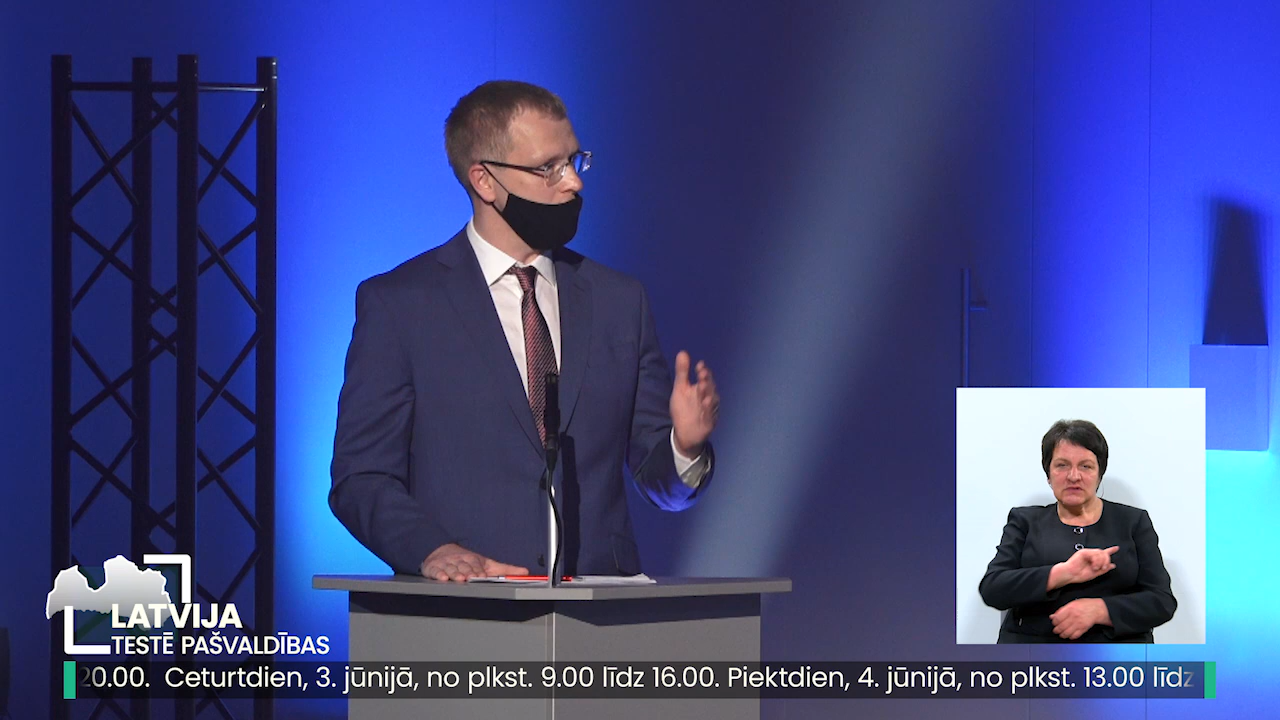 LATVIJA
TESTĒ PAŠVALDĪBAS
20.00. Ceturtdien, 3. jūnijā, no plkst. 9.00 līdz 16.00. Piektdien, 4. jūnijā, no plkst. 13.00 līdz